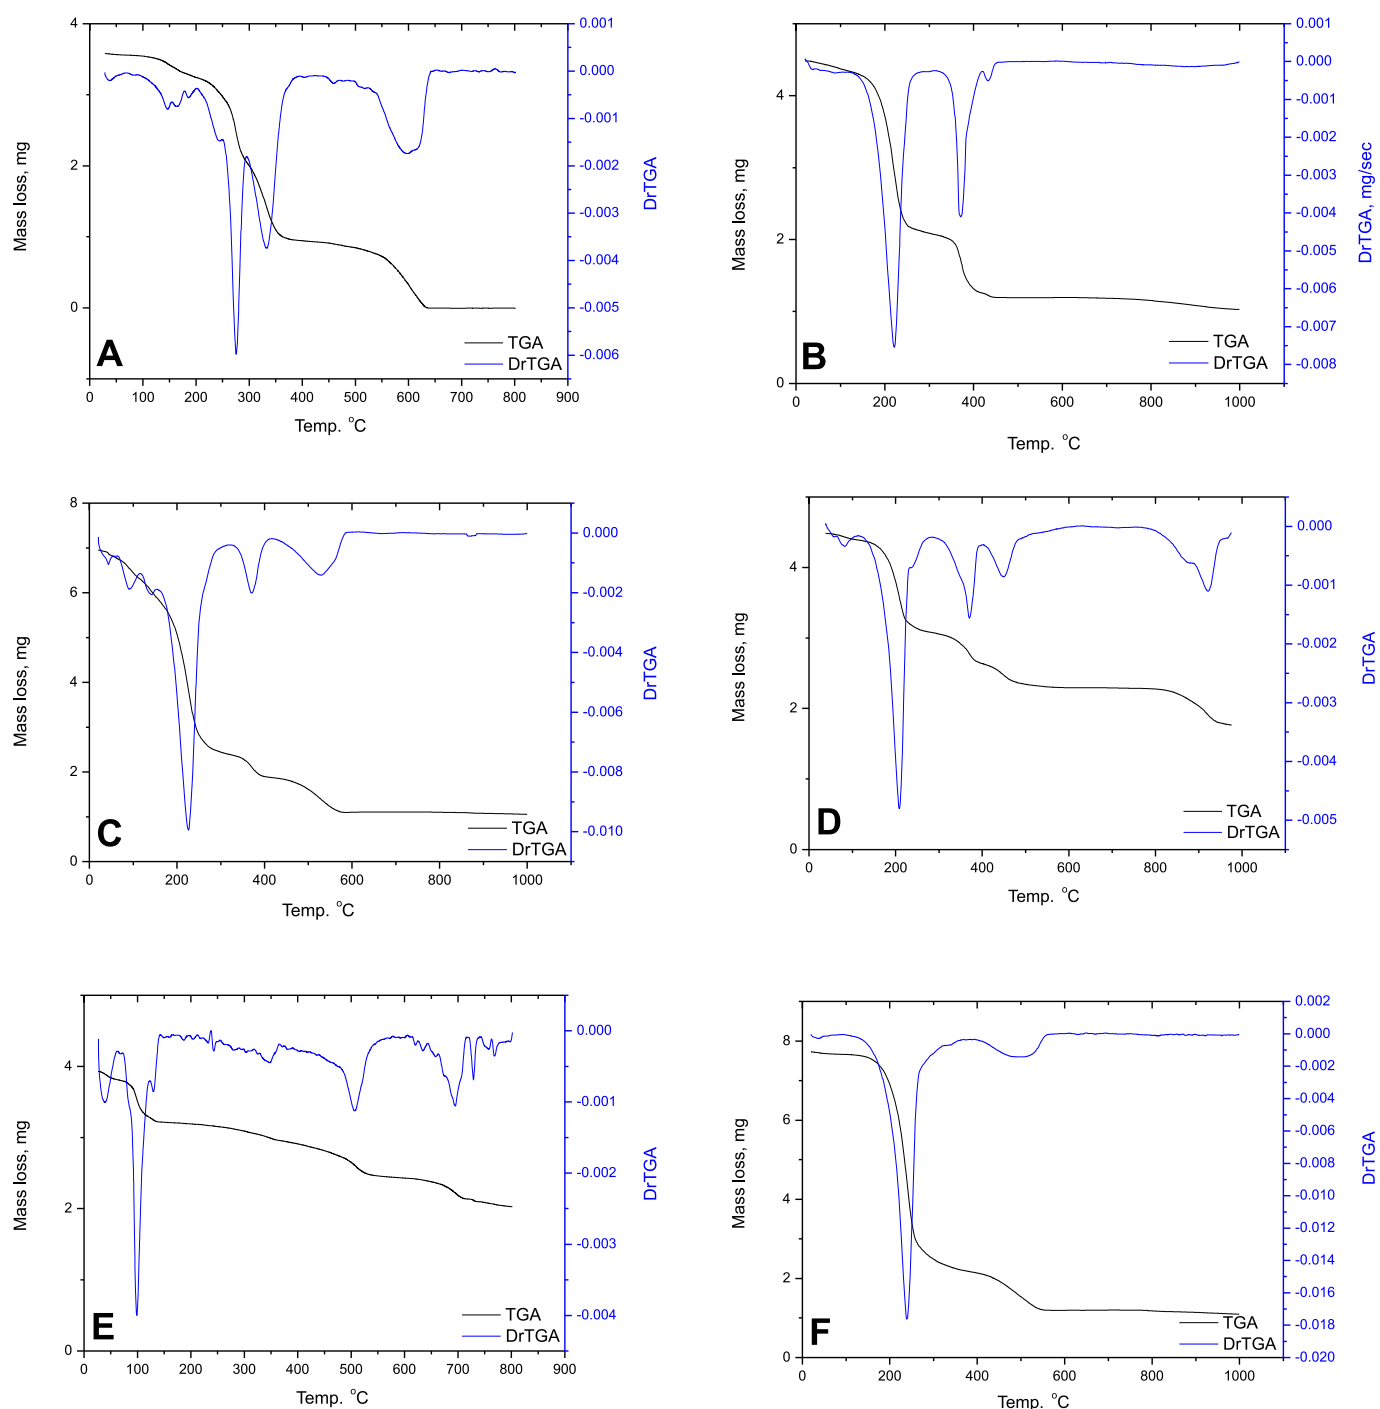 4
2
0
Mass loss, mg
0.001
0.000
-0.001
-0.002
-0.003
-0.004
-0.005
-0.006
DrTGA
A
TGA
DrTGA
0 100 200 300 400 500 600 700 800 900
Temp. °C
4
2
0
Mass loss, mg
0.001
0.000
-0.001
-0.002
-0.003
-0.004
-0.005
-0.006
-0.007
-0.008
DrTGA, mg/sec
B
TGA
DrTGA
0 200 400 600 800 1000
Temp. °C
8
6
4
2
0
Mass loss, mg
0.000
-0.002
-0.004
-0.006
-0.008
-0.010
DrTGA
C
TGA
DrTGA
0 200 400 600 800 1000
Temp. °C
4
2
0
Mass loss, mg
0.000
-0.001
-0.002
-0.003
-0.004
-0.005
DrTGA
D
TGA
DrTGA
0 200 400 600 800 1000
Temp. °C
4
2
0
Mass loss, mg
0.000
-0.001
-0.002
-0.003
-0.004
DrTGA
E
TGA
DrTGA
0 100 200 300 400 500 600 700 800 900
Temp. °C
8
6
4
2
0
Mass loss, mg
0.002
0.000
-0.002
-0.004
-0.006
-0.008
-0.010
-0.012
-0.014
-0.016
-0.018
-0.020
DrTGA
F
TGA
DrTGA
0 200 400 600 800 1000
Temp. °C